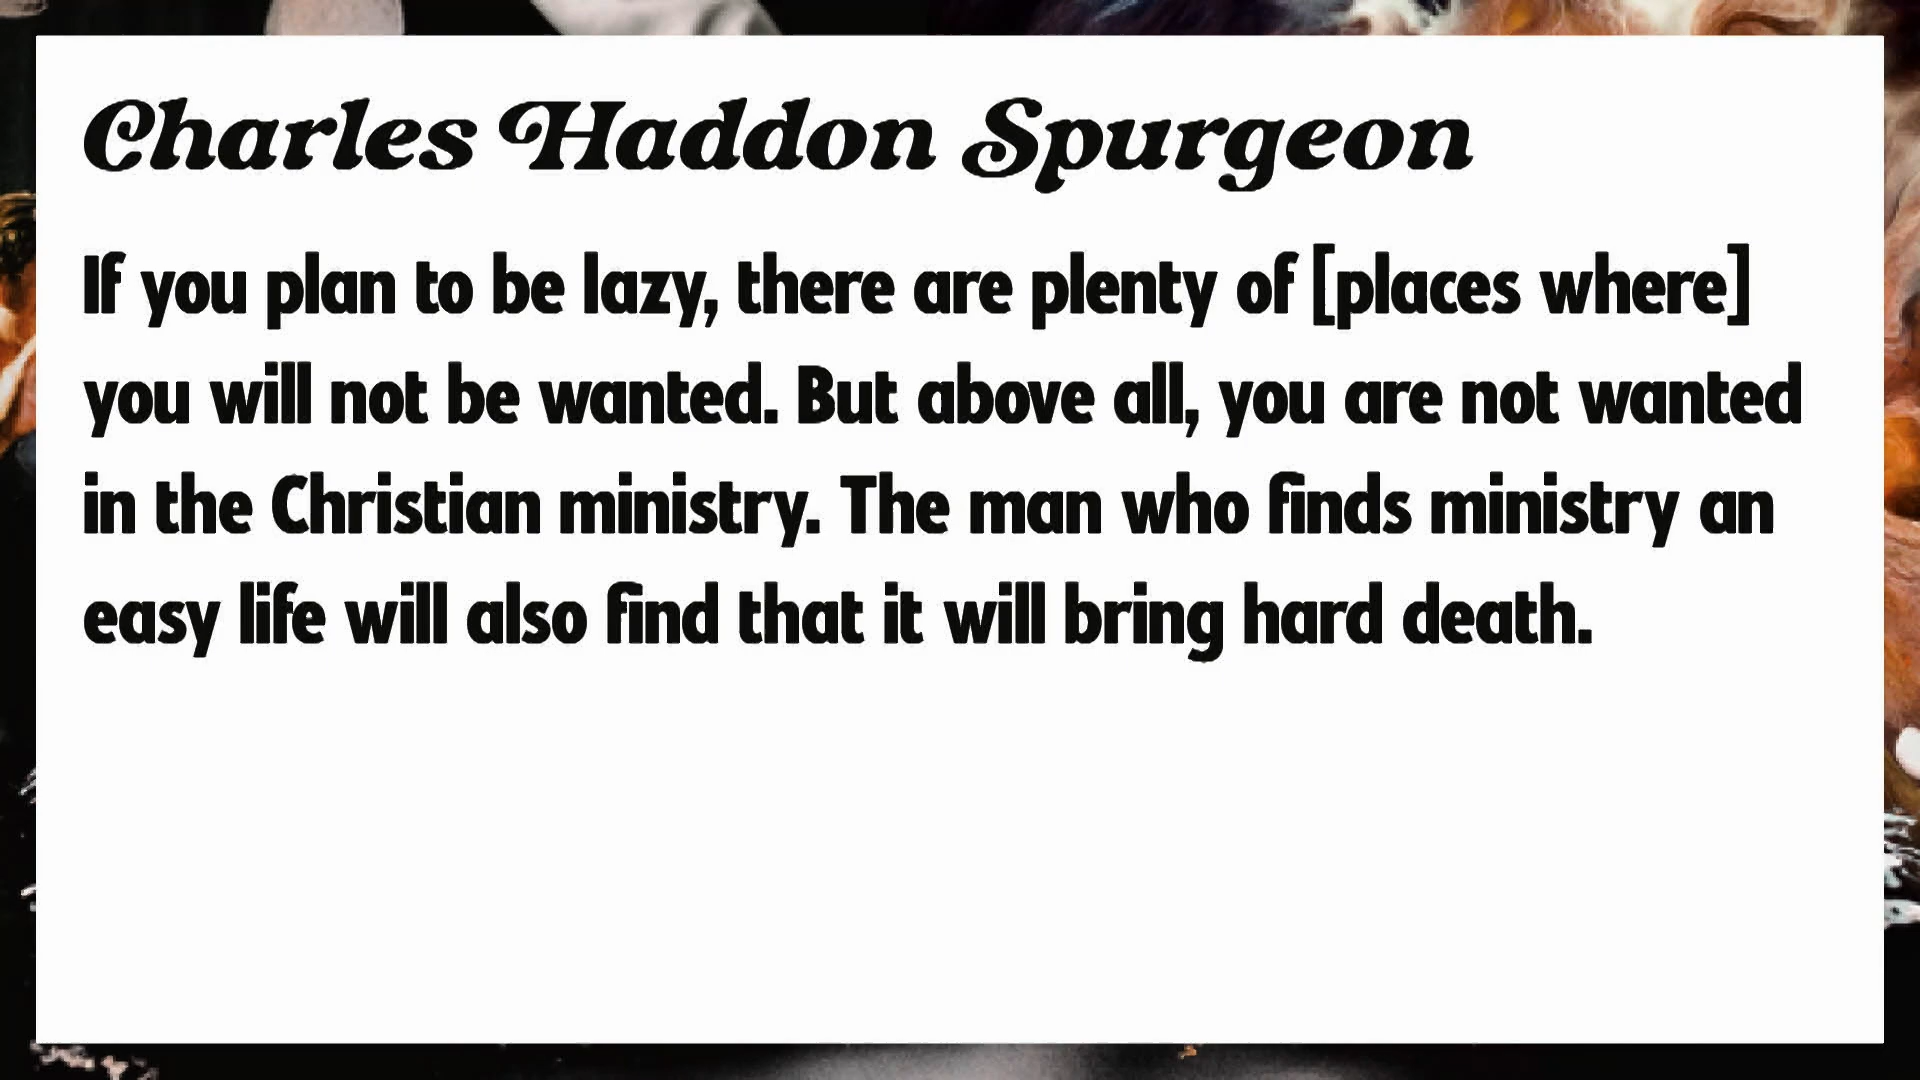 Charles Haddon Spurgeon
If you plan to be lazy, there are plenty of [places where]
you will not be wanted. But above all, you are not wanted
in the Christian ministry. The man who finds ministry an
easy life will also find that it will bring hard death.